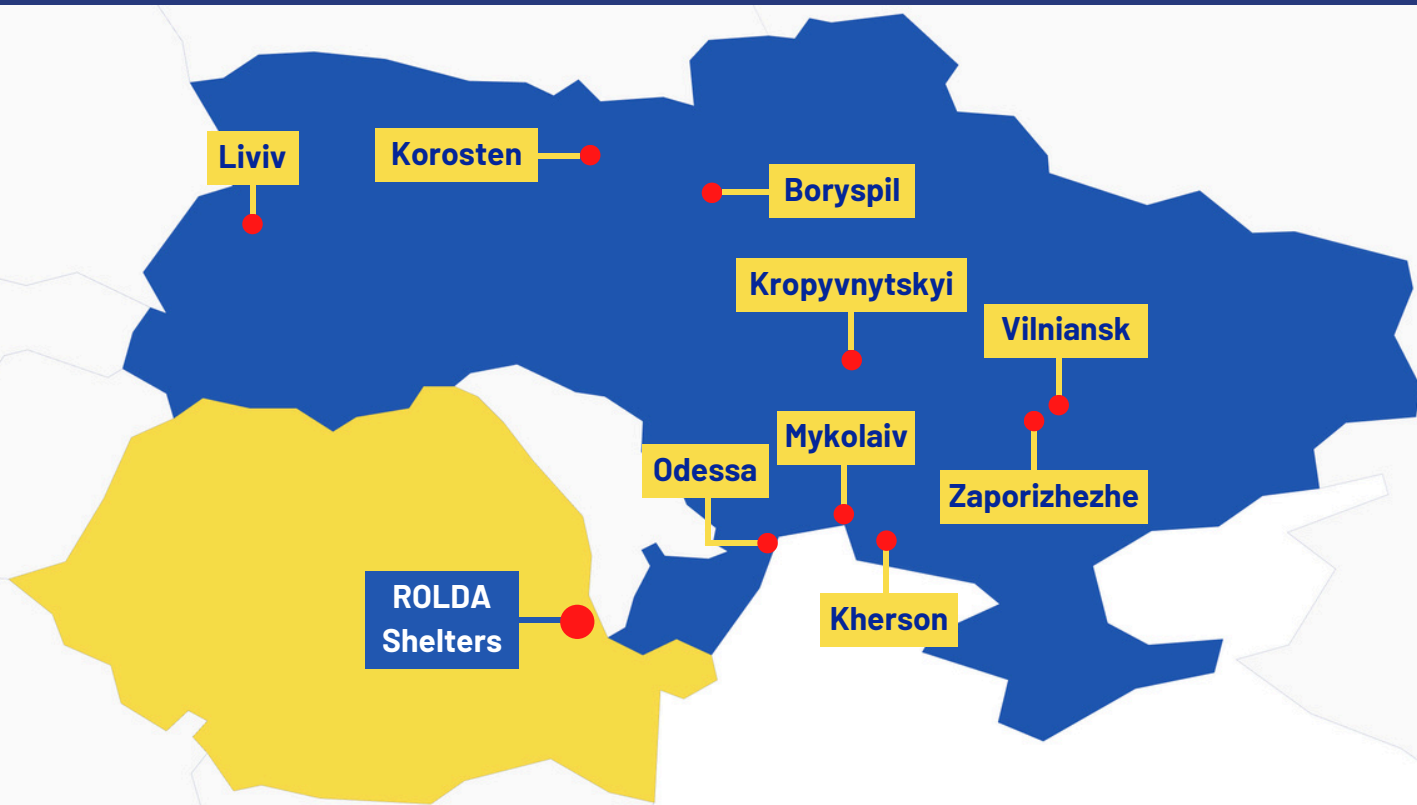 Liviv
Korosten
Boryspil
Kropyvnytskyi
Vilniansk
Mykolaiv
Odessa
Zaporizhezhe
ROLDA
Shelters
Kherson